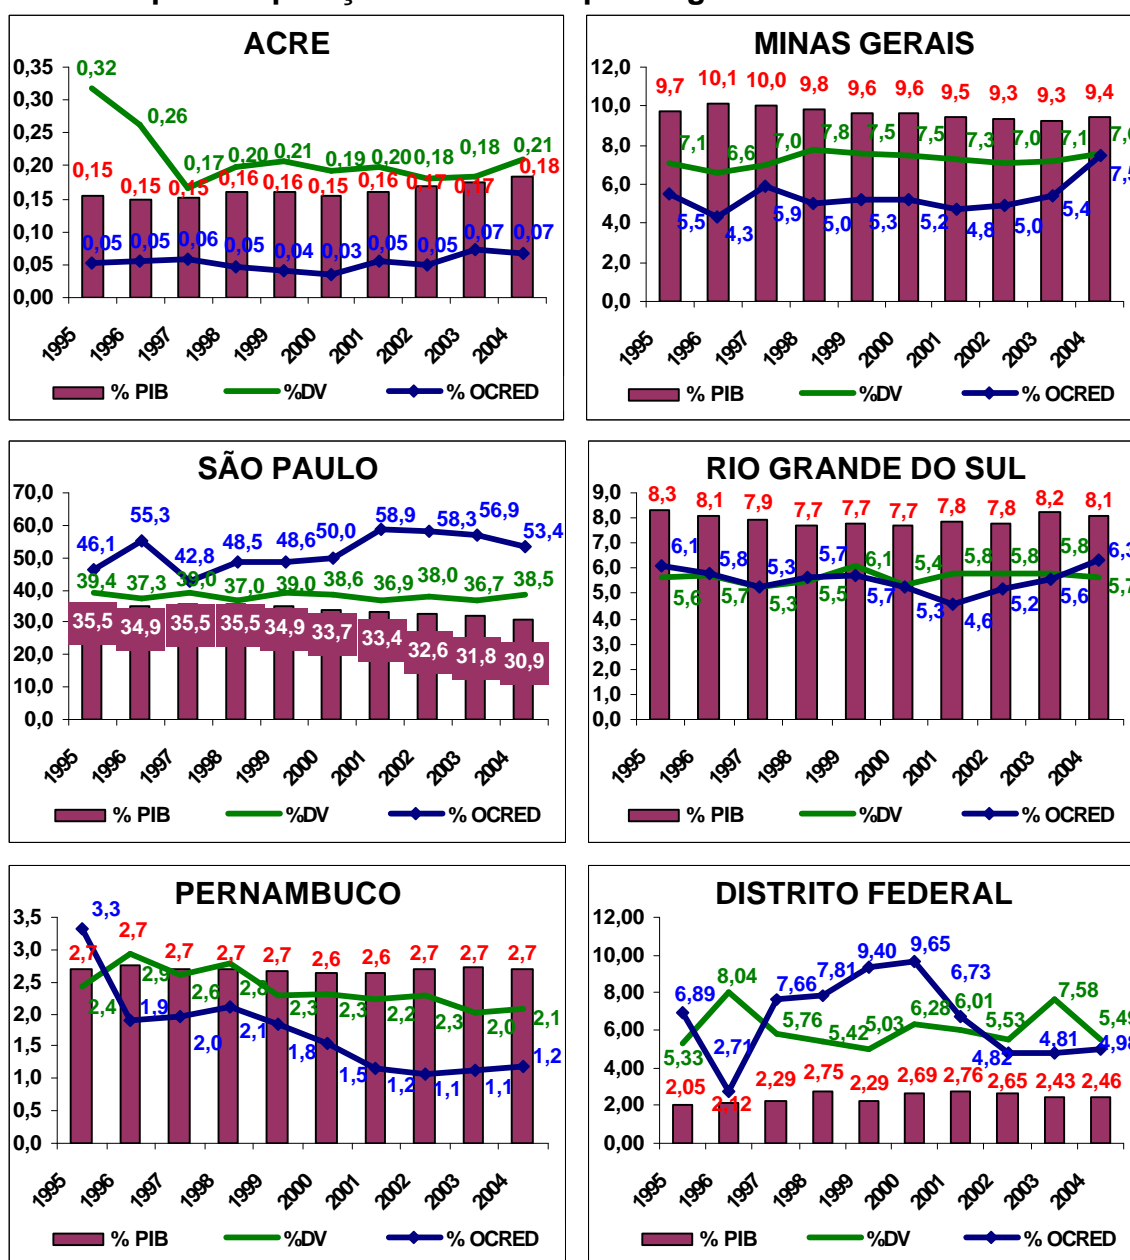 ACRE
0,35
0,30
0,25
0,20
0,15
0,10
0,05
0,00
0,32 0,26 0,17 0,20 0,21 0,19 0,20 0,18 0,18 0,21
0,15 0,15 0,15 0,16 0,16 0,15 0,16 0,17 0,17 0,18
0,05 0,05 0,06 0,05 0,04 0,03 0,05 0,05 0,07 0,07
1995 1996 1997 1998 1999 2000 2001 2002 2003 2004
% PIB %DV % OCRED
MINAS GERAIS
12,0
10,0
8,0
6,0
4,0
2,0
0,0
9,7 10,1 10,0 9,8 9,6 9,6 9,5 9,3 9,3 9,4
7,1 6,6 7,0 7,8 7,5 7,5 7,3 7,0 7,1
5,5 4,3 5,9 5,0 5,3 5,2 4,8 5,0 5,4 7,5
1995 1996 1997 1998 1999 2000 2001 2002 2003 2004
% PIB %DV % OCRED
SÃO PAULO
70,0
60,0
50,0
40,0
30,0
20,0
10,0
0,0
46,1 55,3 42,8 48,5 48,6 50,0 58,9 58,3 56,9 53,4
39,4 37,3 39,0 37,0 39,0 38,6 36,9 38,0 36,7 38,5
35,5 34,9 35,5 35,5 34,9 33,7 33,4 32,6 31,8 30,9
1995 1996 1997 1998 1999 2000 2001 2002 2003 2004
% PIB %DV % OCRED
RIO GRANDE DO SUL
9,0
8,0
7,0
6,0
5,0
4,0
3,0
2,0
1,0
0,0
8,3 8,1 7,9 7,7 7,7 7,7 7,8 7,8 8,2 8,1
6,1 5,8 5,3 5,7 5,7 5,3 4,6 5,2 5,6 6,3
5,6 5,7 5,3 5,5 6,1 5,4 5,8 5,8 5,8 5,7
1995 1996 1997 1998 1999 2000 2001 2002 2003 2004
% PIB %DV % OCRED
PERNAMBUCO
3,5
3,0
2,5
2,0
1,5
1,0
0,5
0,0
3,3 1,9 2,0 2,1 1,8 1,5 1,2 1,1 1,1 1,2
2,7 2,7 2,7 2,7 2,7 2,6 2,6 2,7 2,7 2,7
2,4 2,9 2,6 2,8 2,3 2,3 2,2 2,3 2,0 2,1
1995 1996 1997 1998 1999 2000 2001 2002 2003 2004
% PIB %DV % OCRED
DISTRITO FEDERAL
12,00
10,00
8,00
6,00
4,00
2,00
0,00
6,89 2,71 7,66 7,81 9,40 9,65 6,73 4,82 4,81 4,98
5,33 8,04 5,76 5,42 5,03 6,28 6,01 5,53 7,58 5,49
2,05 2,12 2,29 2,75 2,29 2,69 2,76 2,65 2,43 2,46
1995 1996 1997 1998 1999 2000 2001 2002 2003 2004
% PIB %DV % OCRED